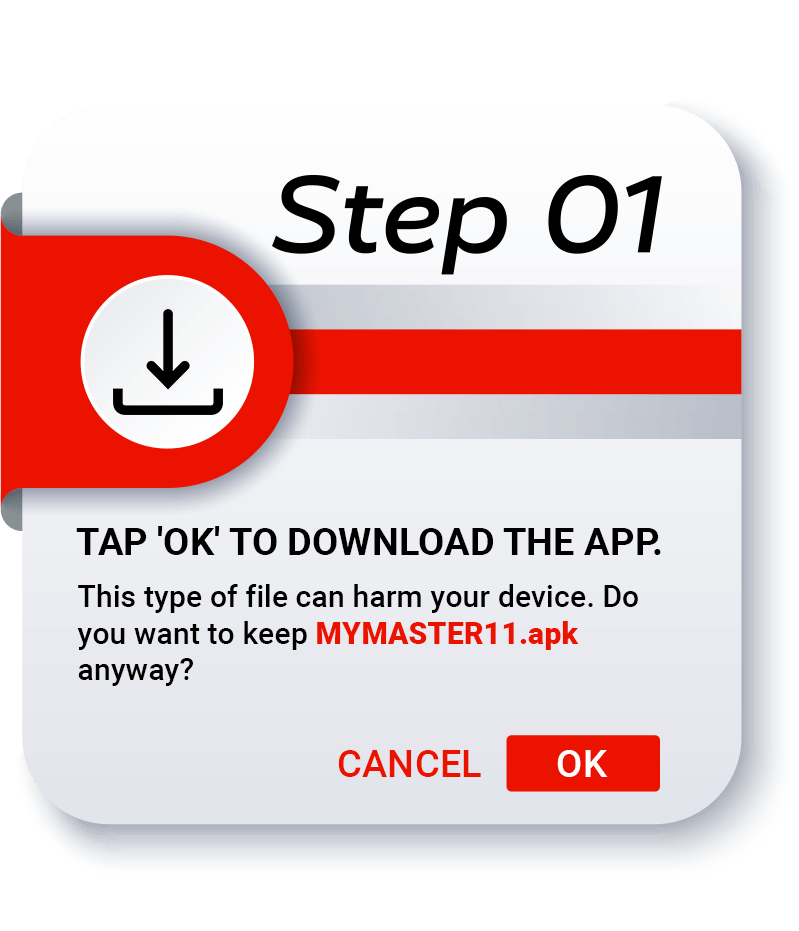 Step 01
TAP 'OK' TO DOWNLOAD THE APP.
This type of file can harm your device. Do
you want to keep MYMASTER11.apk
anyway?
CANCEL OK